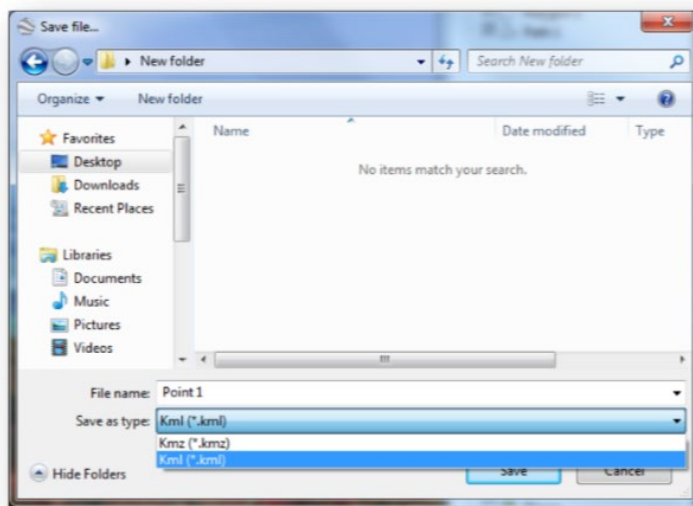 Save file...
New folder
Search New folder
Organize
New folder
Favorites
Desktop
Downloads
Recent Places
Libraries
Documents
Music
Pictures
Videos
Name
Date modified
Type
No items match your search.
File name: Point 1
Save as type: Kml (*.kml)
Kmz (*.kmz)
Kml (*.kml)
Hide Folders
Save
Cancel